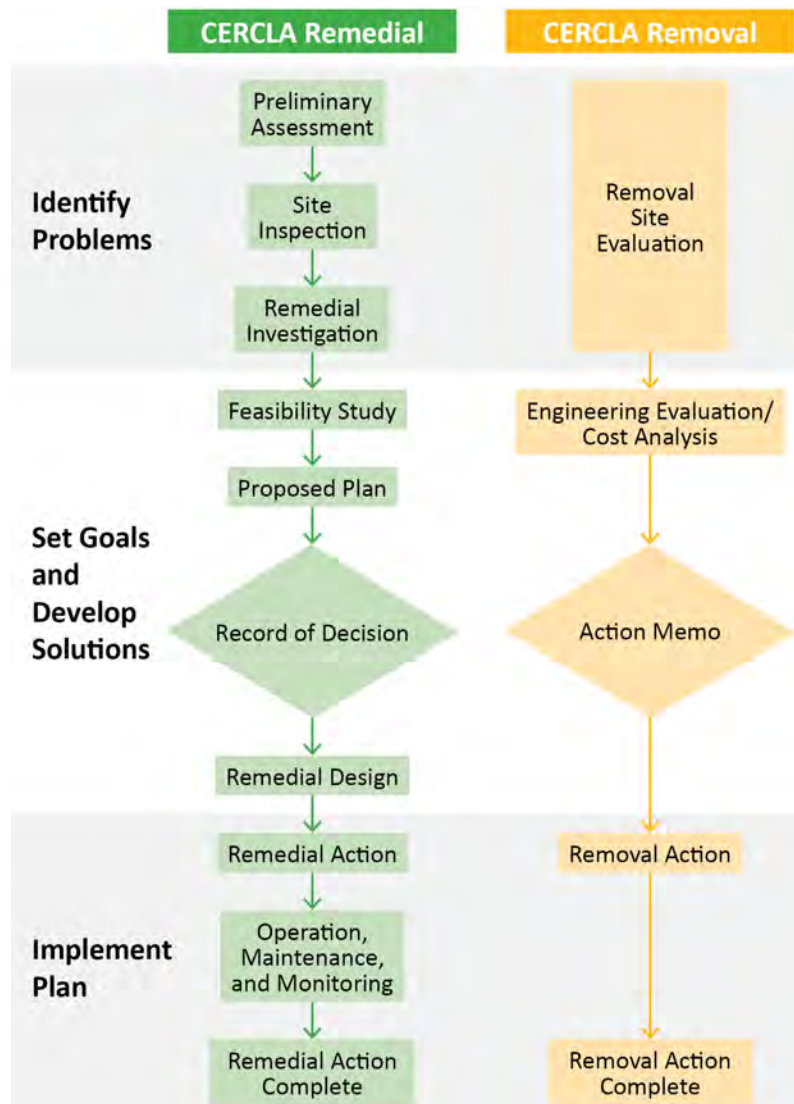 CERCLA Remedial
CERCLA Removal
Identify
Problems
Preliminary
Assessment
Site
Inspection
Remedial
Investigation
Removal
Site
Evaluation
Set Goals
and
Develop
Solutions
Feasibility Study
Proposed Plan
Record of Decision
Remedial Design
Engineering Evaluation/
Cost Analysis
Action Memo
Implement
Plan
Remedial Action
Operation,
Maintenance,
and Monitoring
Remedial Action
Complete
Removal Action
Removal Action
Complete